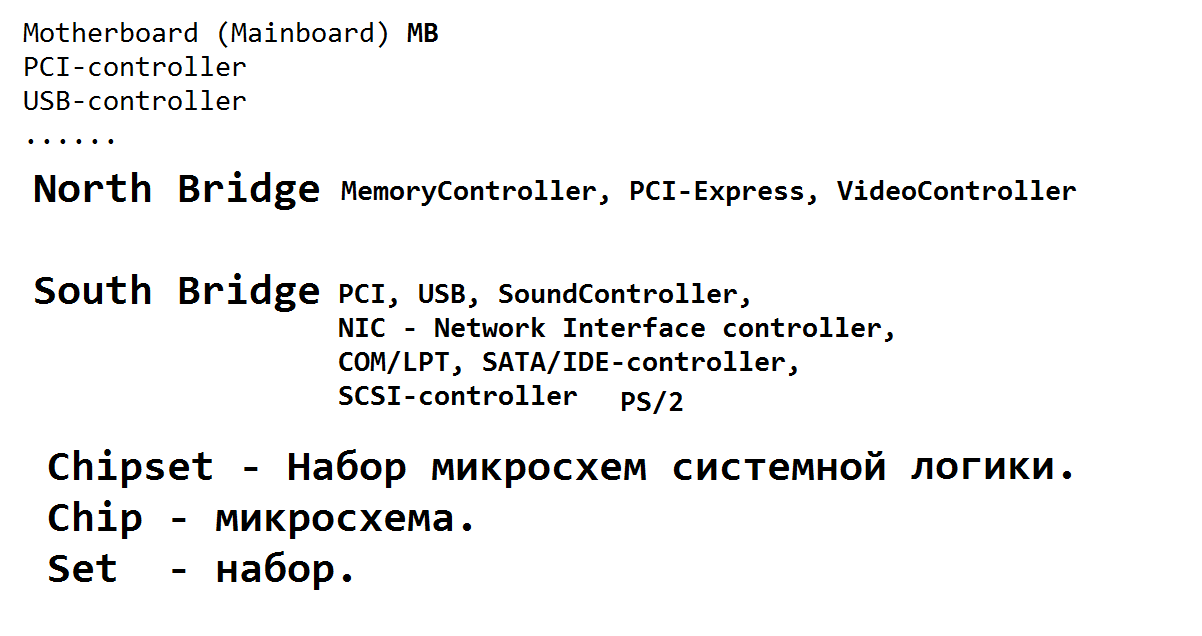 Motherboard (Mainboard) MB
PCI-controller
USB-controller
......
North Bridge MemoryController, PCI-Express, VideoController
South Bridge PCI, USB, SoundController,
NIC - Network Interface controller,
COM/LPT, SATA/IDE-controller,
SCSI-controller PS/2
Chipset - Набор микросхем системной логики.
Chip - микросхема.
Set - набор.